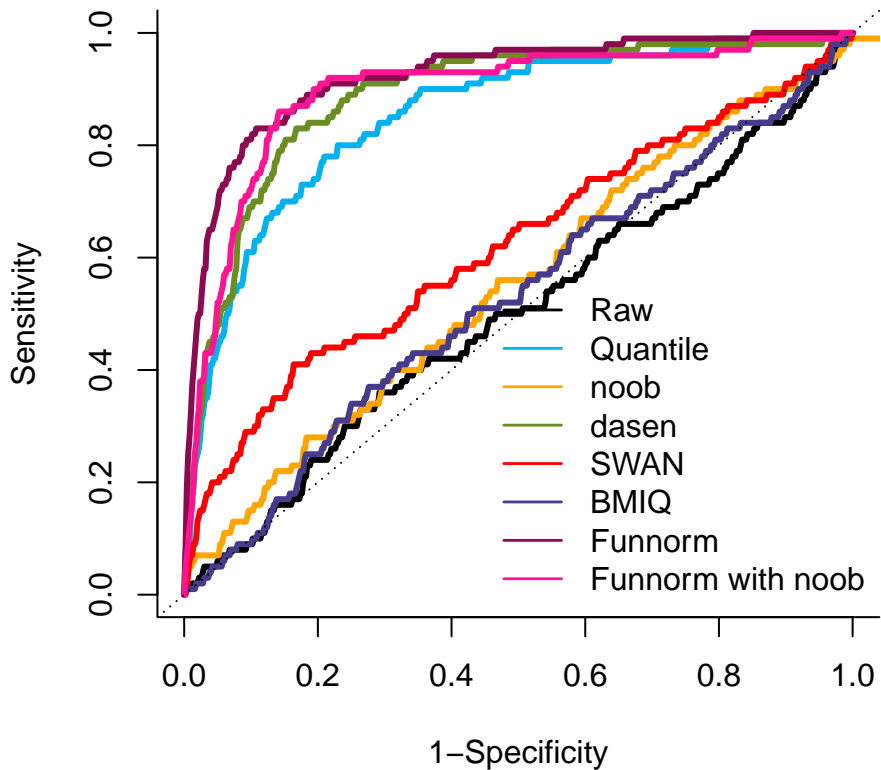 1.0
0.8
0.6
0.4
0.2
0.0
Sensitivity
Raw
Quantile
noob
dasen
SWAN
BMIQ
Funnorm
Funnorm with noob
0.0 0.2 0.4 0.6 0.8 1.0
1−Specificity